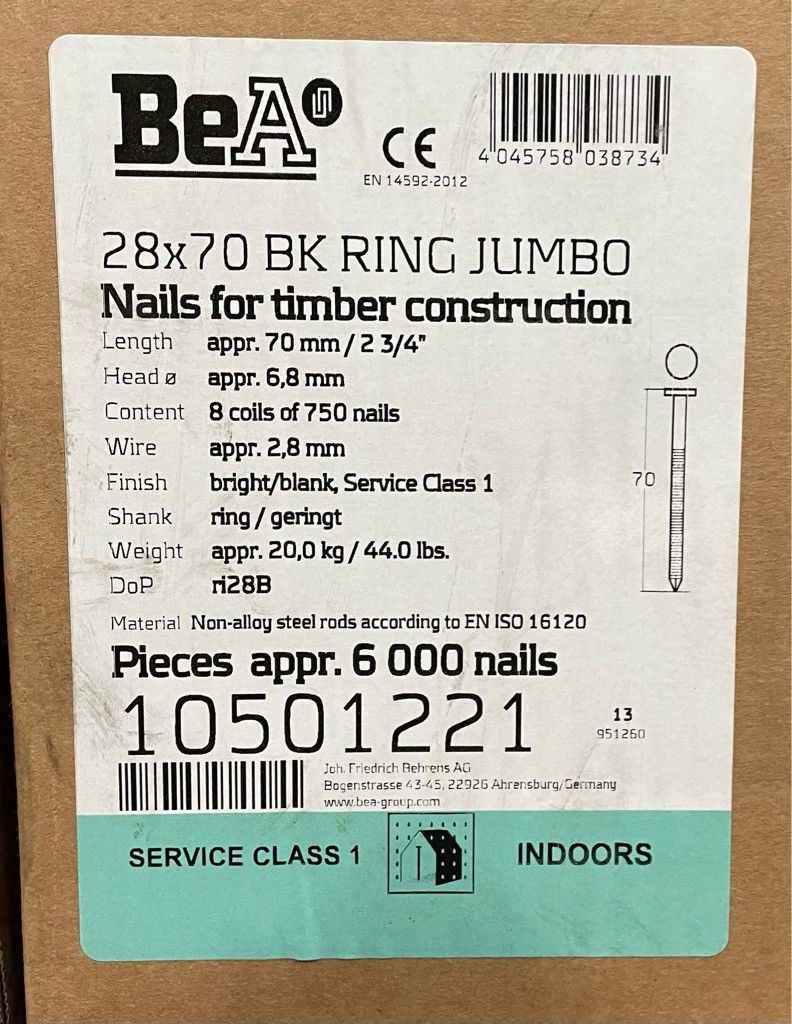 BeA
CE
EN 14592-2012
4 045758 038734
28x70 BK RING JUMBO
Nails for timber construction
Length appr. 70 mm / 2 3/4"
Head ø appr. 6,8 mm
Content 8 coils of 750 nails
Wire appr. 2,8 mm
Finish bright/blank, Service Class 1
Shank ring / geringt
Weight appr. 20,0 kg / 44.0 lbs.
DoP ri28B
70
Material Non-alloy steel rods according to EN ISO 16120
Pieces appr. 6 000 nails
10501221
13
951260
Joh. Friedrich Behrens AG
Bogenstrasse 43-45, 22926 Ahrensburg/Germany
www.bea-group.com
SERVICE CLASS 1 INDOORS